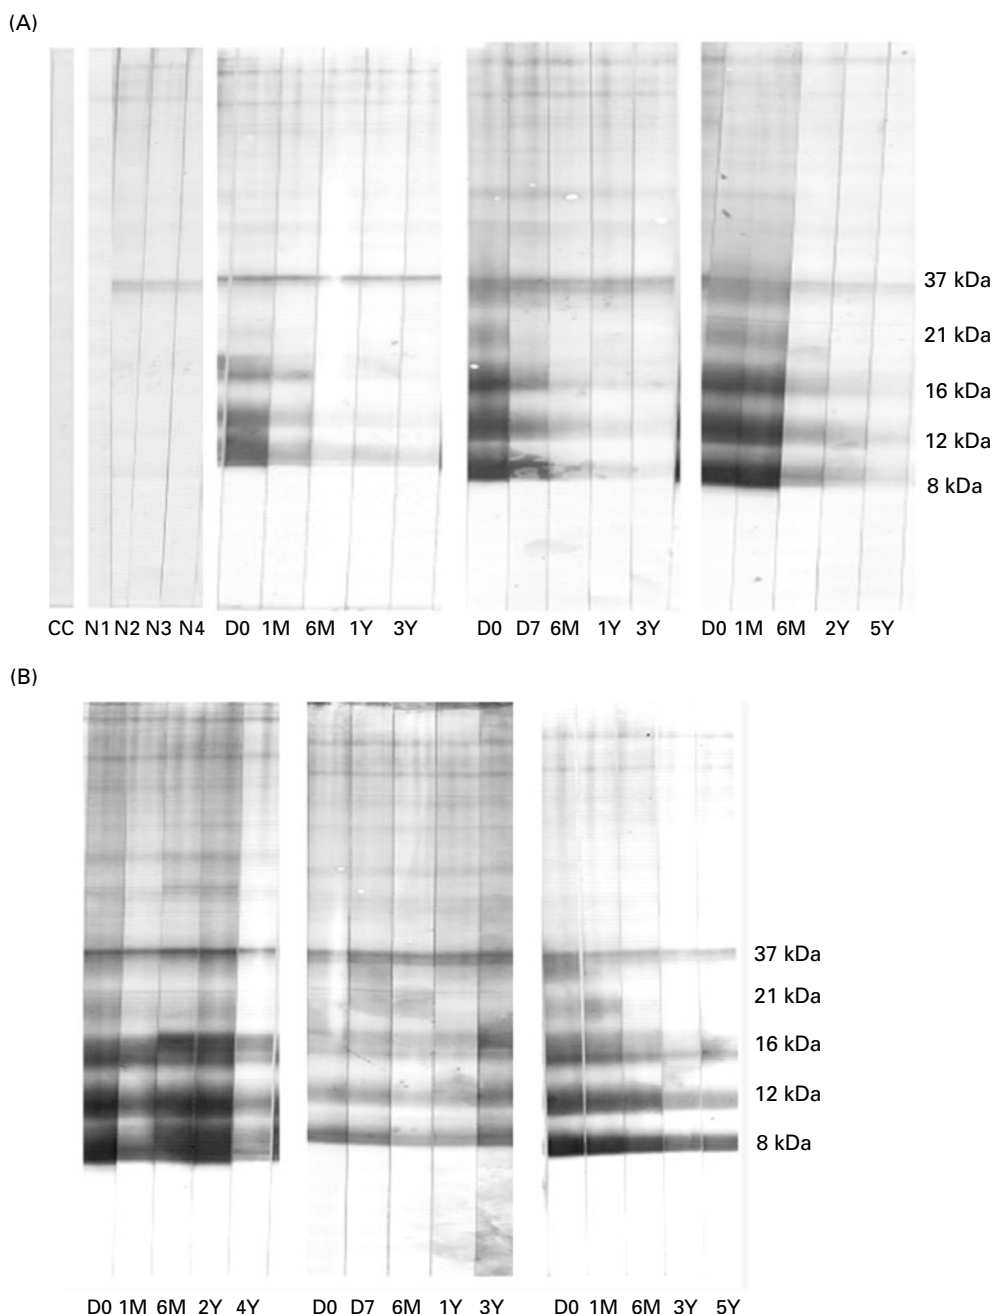 (A)
37 kDa
21 kDa
16 kDa
12 kDa
8 kDa
CC N1 N2 N3 N4 D0 1M 6M 1Y 3Y D0 D7 6M 1Y 3Y D0 1M 6M 2Y 5Y
(B)
37 kDa
21 kDa
16 kDa
12 kDa
8 kDa
D0 1M 6M 2Y 4Y D0 D7 6M 1Y 3Y D0 1M 6M 3Y 5Y